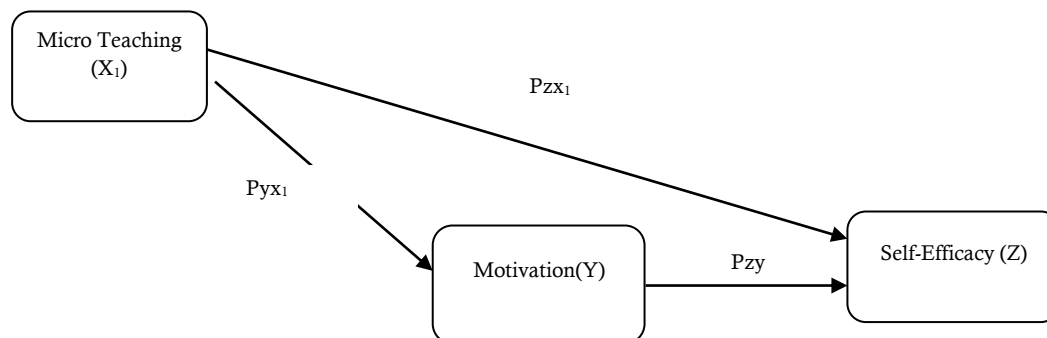 Micro Teaching
(X₁)
Pzx₁
Pyx₁
Motivation(Y)
Pzy
Self-Efficacy (Z)